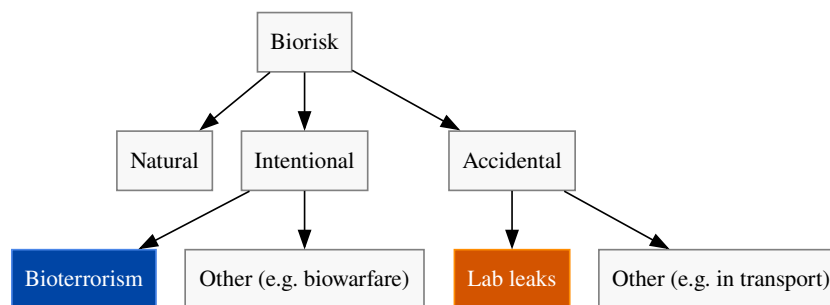 Biorisk
Natural
Intentional
Accidental
Bioterrorism
Other (e.g. biowarfare)
Lab leaks
Other (e.g. in transport)